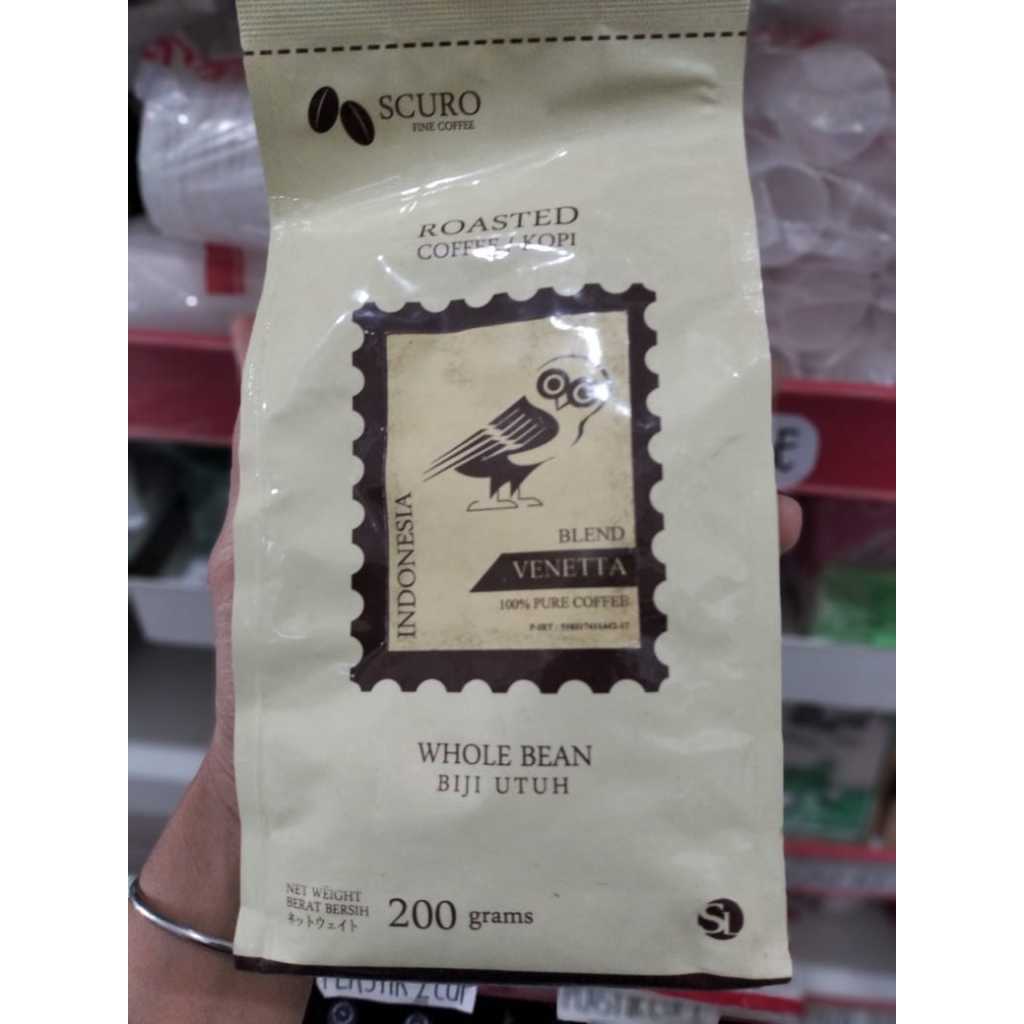 SCURO
FINE COFFEE
ROASTED
COFFEE / KOPI
INDONESIA
BLEND
VENETTA
100% PURE COFFEE
P-IRT :
WHOLE BEAN
BIJI UTUH
NET WEIGHT
BERAT BERSIH
ネットウェイト
200 grams
SL